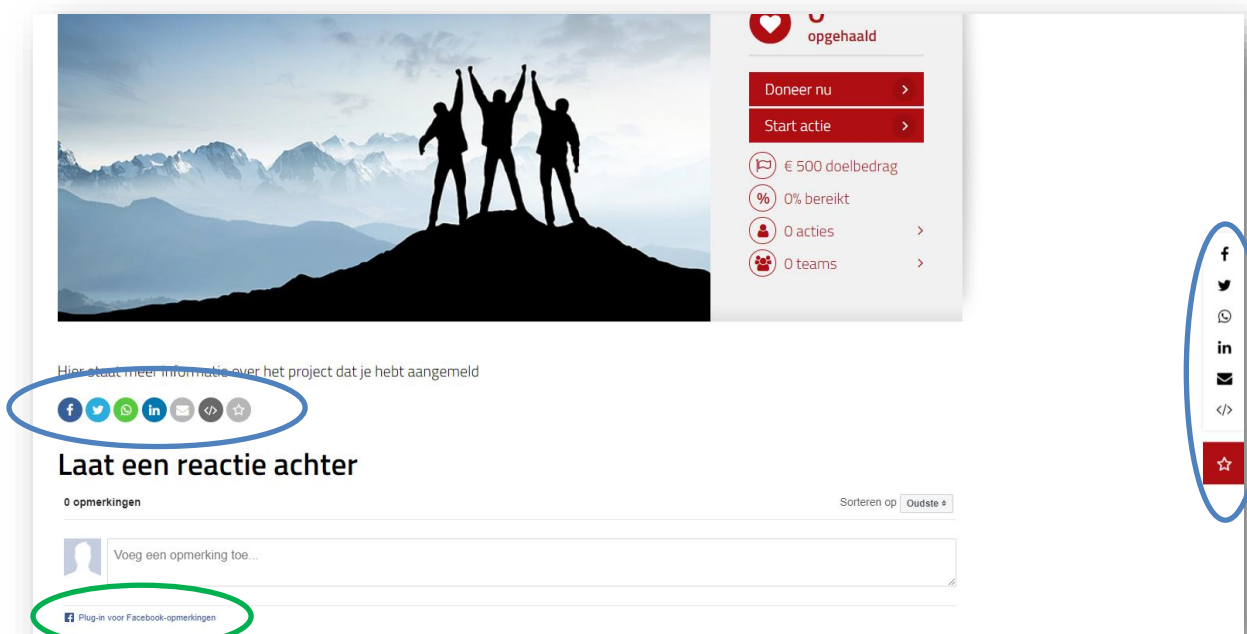 opgehaald
Doneer nu
Start actie
€ 500 doelbedrag
% 0% bereikt
0 acties
0 teams
Hier staat meer informatie over het project dat je hebt aangemeld
Laat een reactie achter
0 opmerkingen
Sorteren op Oudste
Voeg een opmerking toe...
Plug-in voor Facebook-opmerkingen